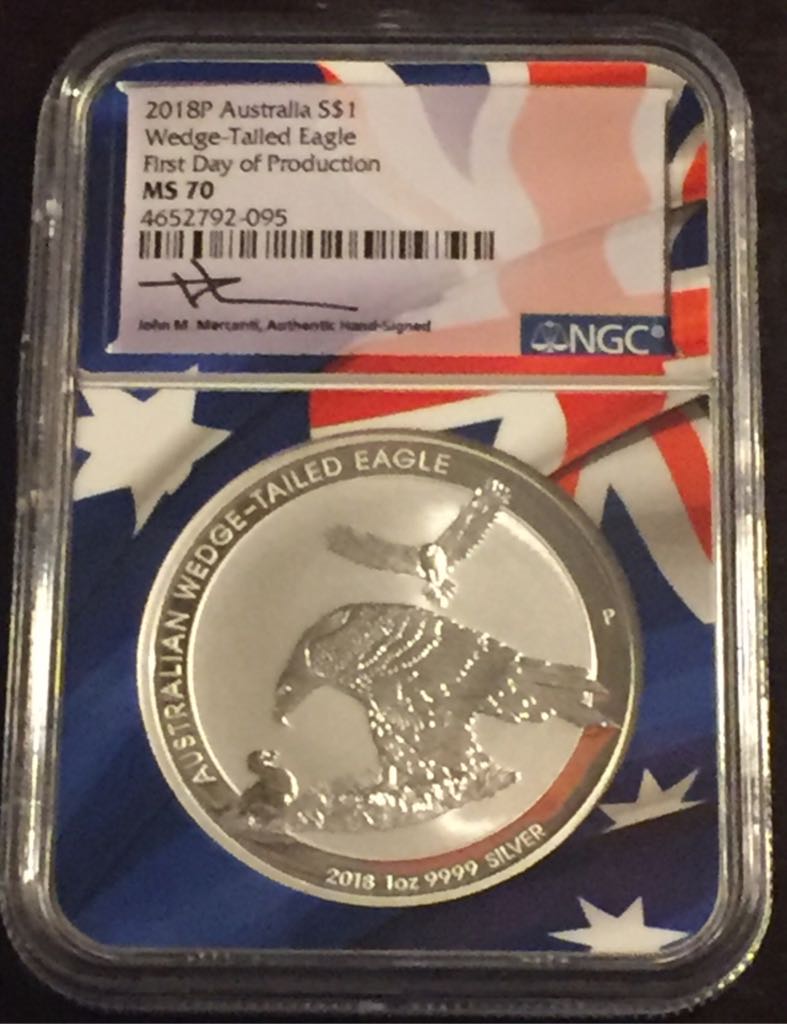 2018P Australia S$1
Wedge-Tailed Eagle
First Day of Production
MS 70
4652792-095
John M. Mercanti, Authentic Hand-Signed
NGC®
AUSTRALIAN WEDGE-TAILED EAGLE
P
2018 1oz 9999 SILVER